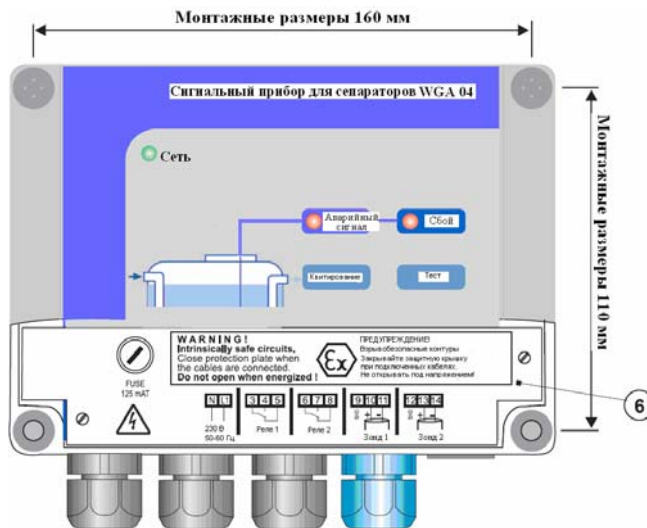 Монтажные размеры 160 мм
Сигнальный прибор для сепараторов WGA 04
Сеть
Аварийный
сигнал
Сбой
Квитирование
Тест
Монтажные размеры 110 мм
WARNING!
Intrinsically safe circuits,
Close protection plate when
the cables are connected.
Do not open when energized!
Ex
ПРЕДУПРЕЖДЕНИЕ!
Взрывобезопасные контуры
Закрывайте защитную крышку
при подключенных кабелях.
Не открывать под напряжением!
6
FUSE
125 mAT
N L1
3 4 5
6 7 8
9 10 11
12 13 14
230 В
50-60 Гц
Реле 1
Реле 2
Зонд 1
Зонд 2